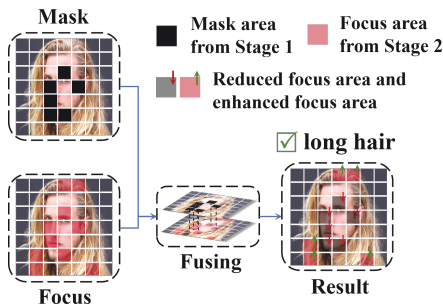 Mask
Mask area
from Stage 1
Focus area
from Stage 2
Reduced focus area and
enhanced focus area
long hair
Fusing
Focus
Result